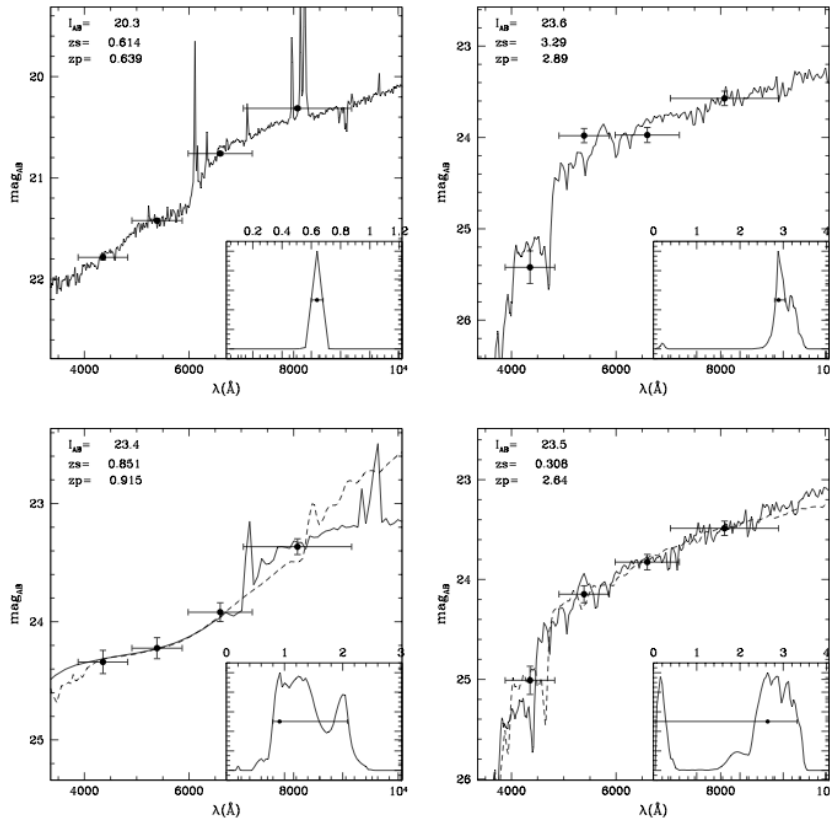 I_AB= 20.3
zs= 0.614
zp= 0.639
20
21
22
mag_AB
0.2 0.4 0.6 0.8 1 1.2
4000 6000 8000 10⁴
λ(Å)
I_AB= 23.6
zs= 3.29
zp= 2.89
23
24
25
26
mag_AB
0 1 2 3 4
4000 6000 8000 10
λ(Å)
I_AB= 23.4
zs= 0.851
zp= 0.915
23
24
25
mag_AB
0 1 2 3
4000 6000 8000 10⁴
λ(Å)
I_AB= 23.5
zs= 0.308
zp= 2.64
23
24
25
26
mag_AB
0 1 2 3 4
4000 6000 8000 10
λ(Å)